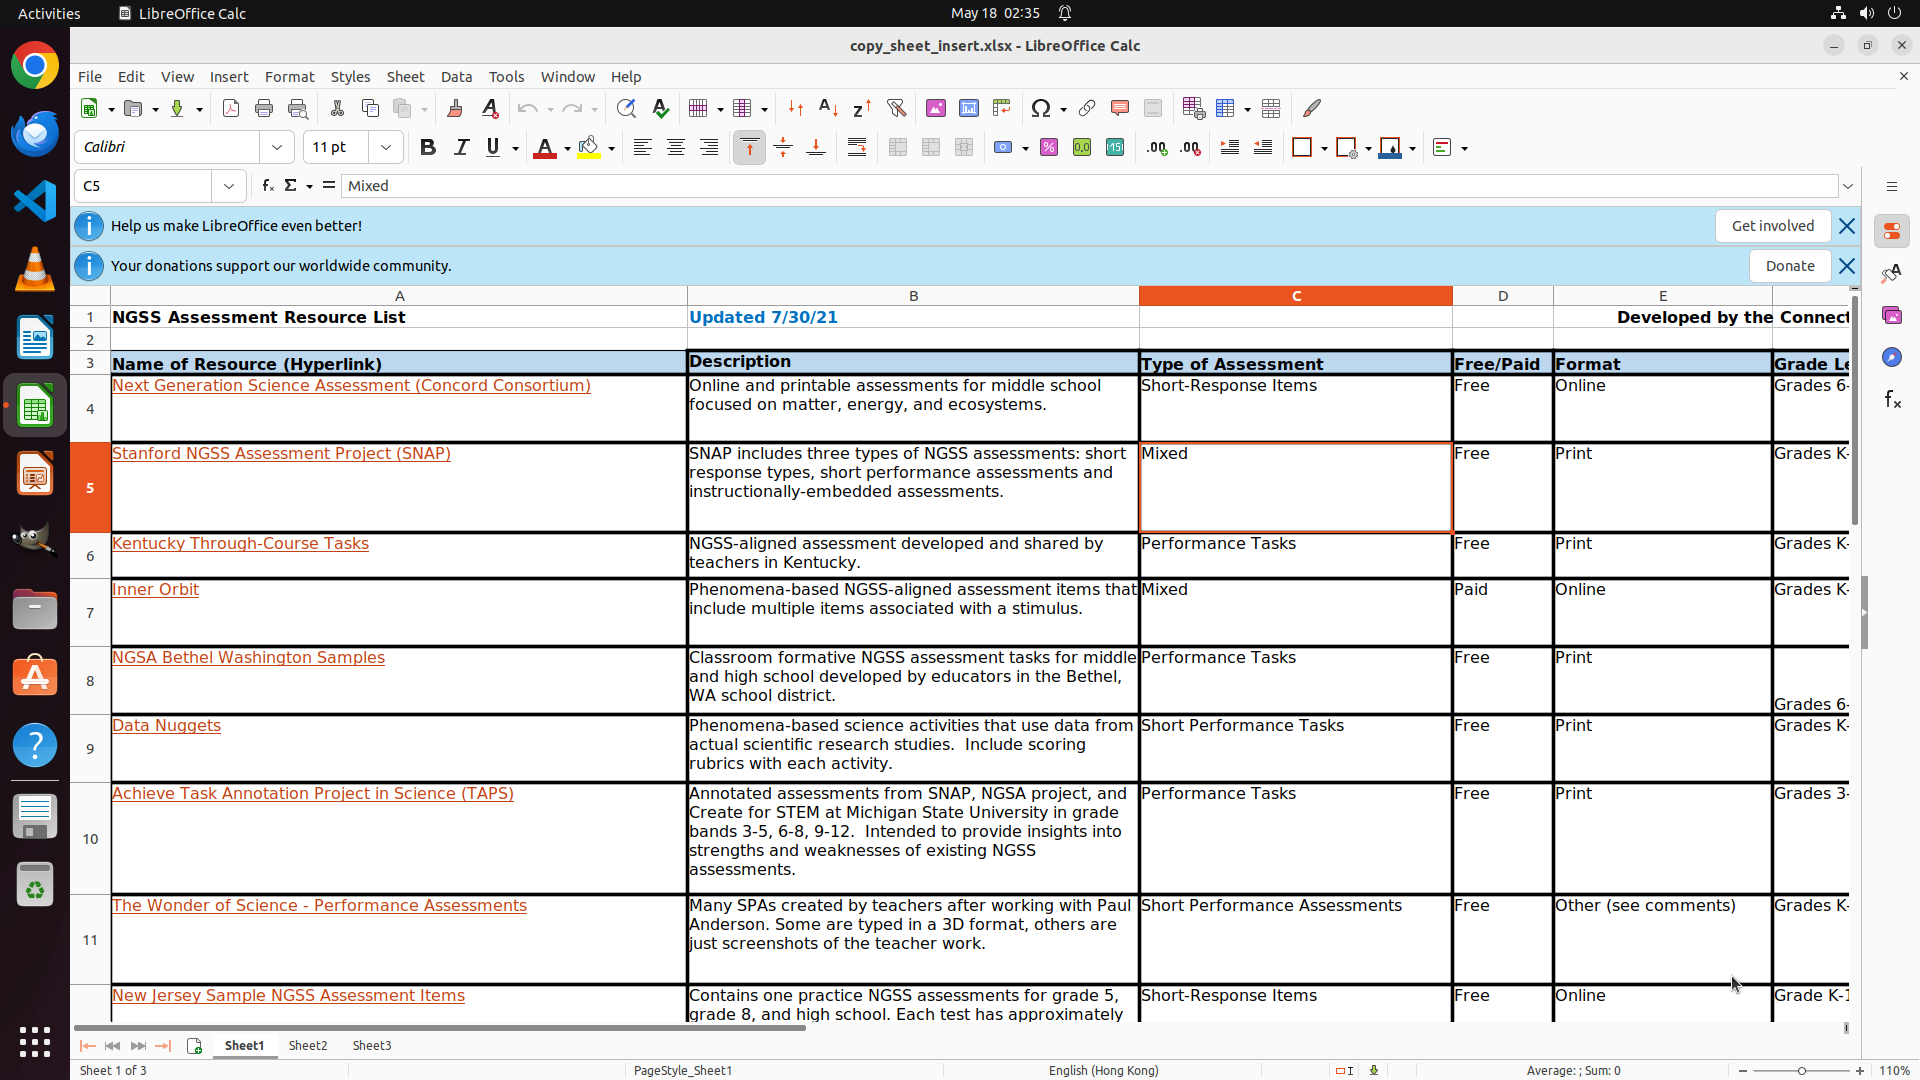 Activities
LibreOffice Calc
May 18 02:35
copy_sheet_insert.xlsx - LibreOffice Calc
File Edit View Insert Format Styles Sheet Data Tools Window Help
Calibri
11 pt
C5
Mixed
Help us make LibreOffice even better!
Get involved
Your donations support our worldwide community.
Donate
A B C D E
1 NGSS Assessment Resource List Updated 7/30/21 Developed by the Connect
2
3 Name of Resource (Hyperlink) Description Type of Assessment Free/Paid Format Grade Le
4 Next Generation Science Assessment (Concord Consortium) Online and printable assessments for middle school Short-Response Items Free Online Grades 6-
focused on matter, energy, and ecosystems.
5 Stanford NGSS Assessment Project (SNAP) SNAP includes three types of NGSS assessments: short Mixed Free Print Grades K-
response types, short performance assessments and
instructionally-embedded assessments.
6 Kentucky Through-Course Tasks NGSS-aligned assessment developed and shared by Performance Tasks Free Print Grades K-
teachers in Kentucky.
7 Inner Orbit Phenomena-based NGSS-aligned assessment items that Mixed Paid Online Grades K-
include multiple items associated with a stimulus.
8 NGSA Bethel Washington Samples Classroom formative NGSS assessment tasks for middle Performance Tasks Free Print
and high school developed by educators in the Bethel,
WA school district. Grades 6-
9 Data Nuggets Phenomena-based science activities that use data from Short Performance Tasks Free Print Grades K-
actual scientific research studies.  Include scoring
rubrics with each activity.
10 Achieve Task Annotation Project in Science (TAPS) Annotated assessments from SNAP, NGSA project, and Performance Tasks Free Print Grades 3-
Create for STEM at Michigan State University in grade
bands 3-5, 6-8, 9-12.  Intended to provide insights into
strengths and weaknesses of existing NGSS
assessments.
11 The Wonder of Science - Performance Assessments Many SPAs created by teachers after working with Paul Short Performance Assessments Free Other (see comments) Grades K-
Anderson. Some are typed in a 3D format, others are
just screenshots of the teacher work.
New Jersey Sample NGSS Assessment Items Contains one practice NGSS assessments for grade 5, Short-Response Items Free Online Grade K-1
grade 8, and high school. Each test has approximately
Sheet1 Sheet2 Sheet3
Sheet 1 of 3 PageStyle_Sheet1 English (Hong Kong) Average: ; Sum: 0 110%